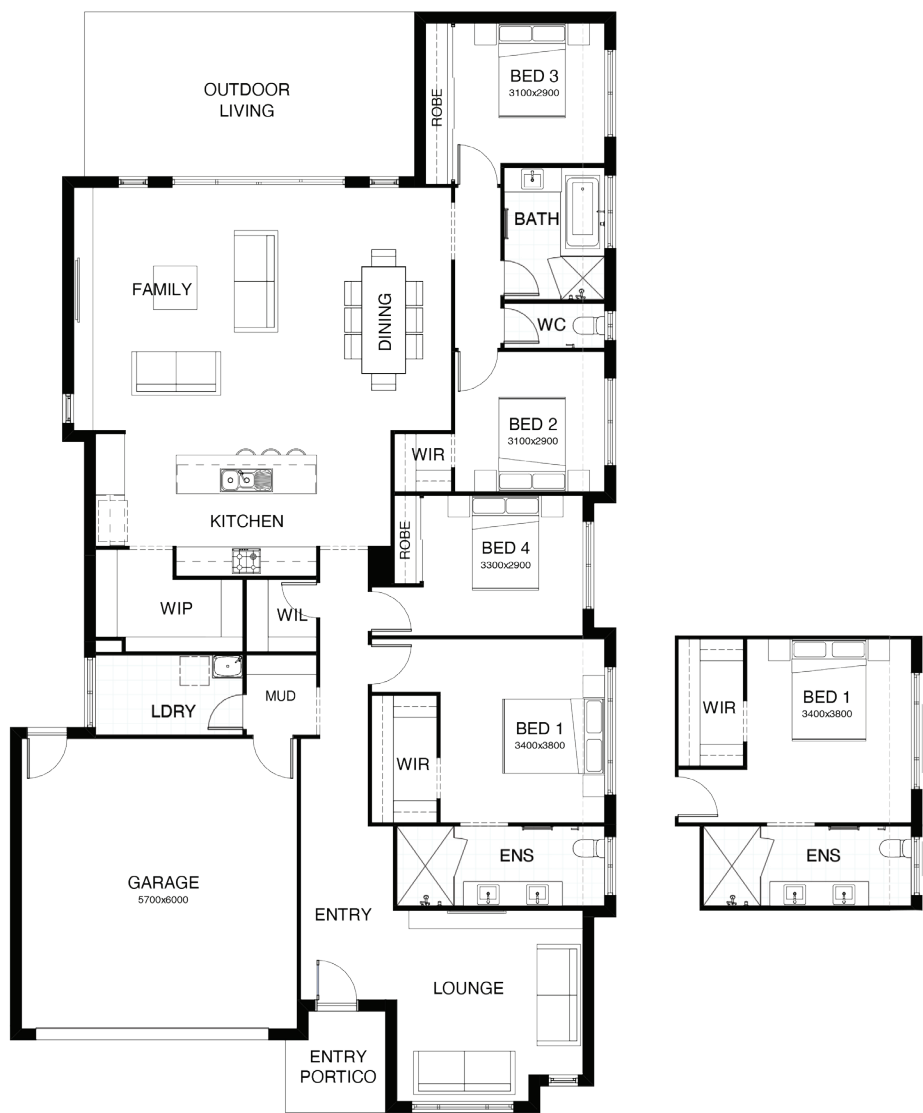 OUTDOOR
LIVING
BED 3
3100x2900
ROBE
BATH
FAMILY
DINING
WC
BED 2
3100x2900
WIR
KITCHEN
ROBE
BED 4
3300x2900
WIP
WIL
LDRY
MUD
BED 1
3400x3800
WIR
WIR
BED 1
3400x3800
ENS
ENS
GARAGE
5700x6000
ENTRY
LOUNGE
ENTRY
PORTICO